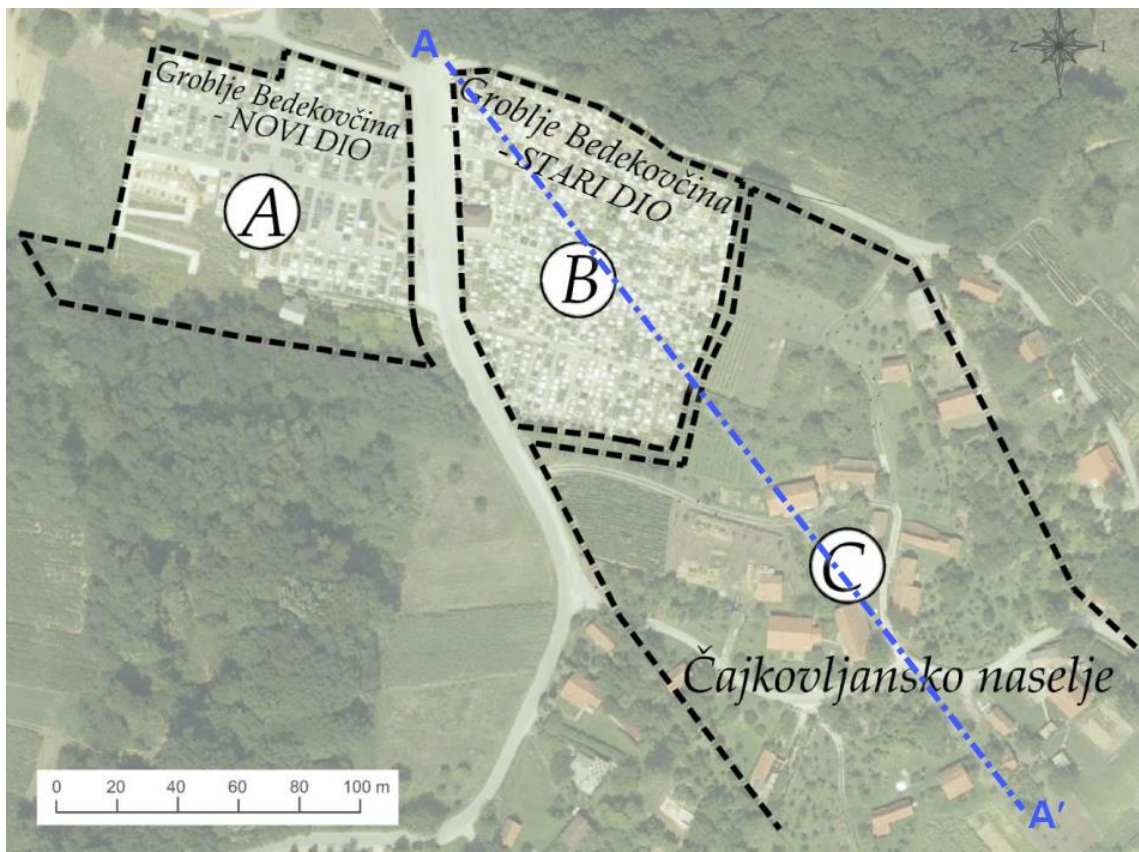 A
Z I
Groblje Bedekovčina
- NOVI DIO
A
Groblje Bedekovčina
- STARI DIO
B
C
Čajkovljansko naselje
0 20 40 60 80 100 m
A'